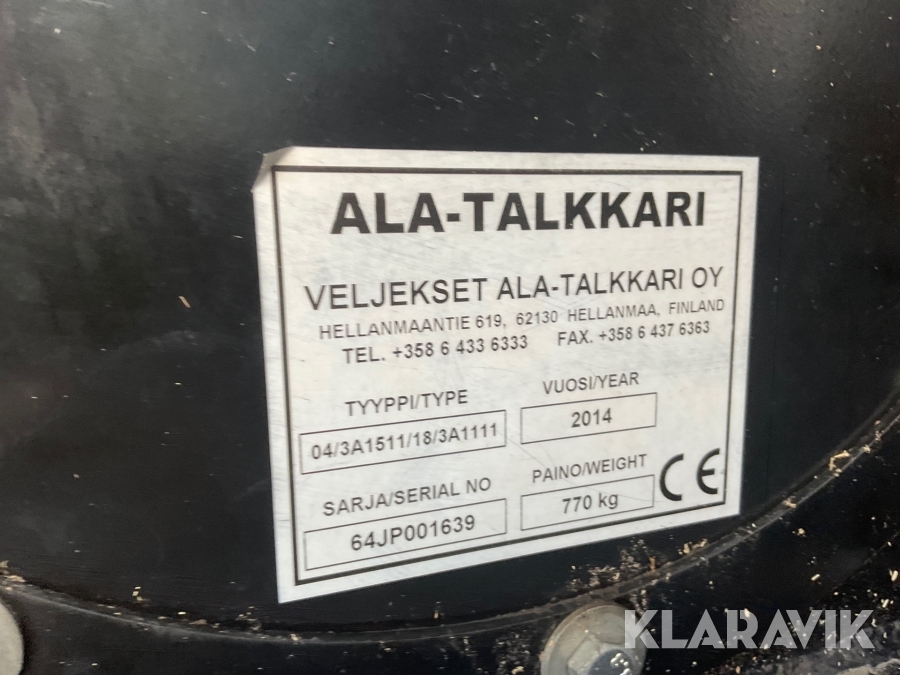 ALA-TALKKARI
VELJEKSET ALA-TALKKARI OY
HELLANMAANTIE 619, 62130 HELLANMAA, FINLAND
TEL. +358 6 433 6333 FAX. +358 6 437 6363
TYYPPI/TYPE VUOSI/YEAR
04/3A1511/18/3A1111 2014
SARJA/SERIAL NO PAINO/WEIGHT
64JP001639 770 kg
CE
KLARAVIK